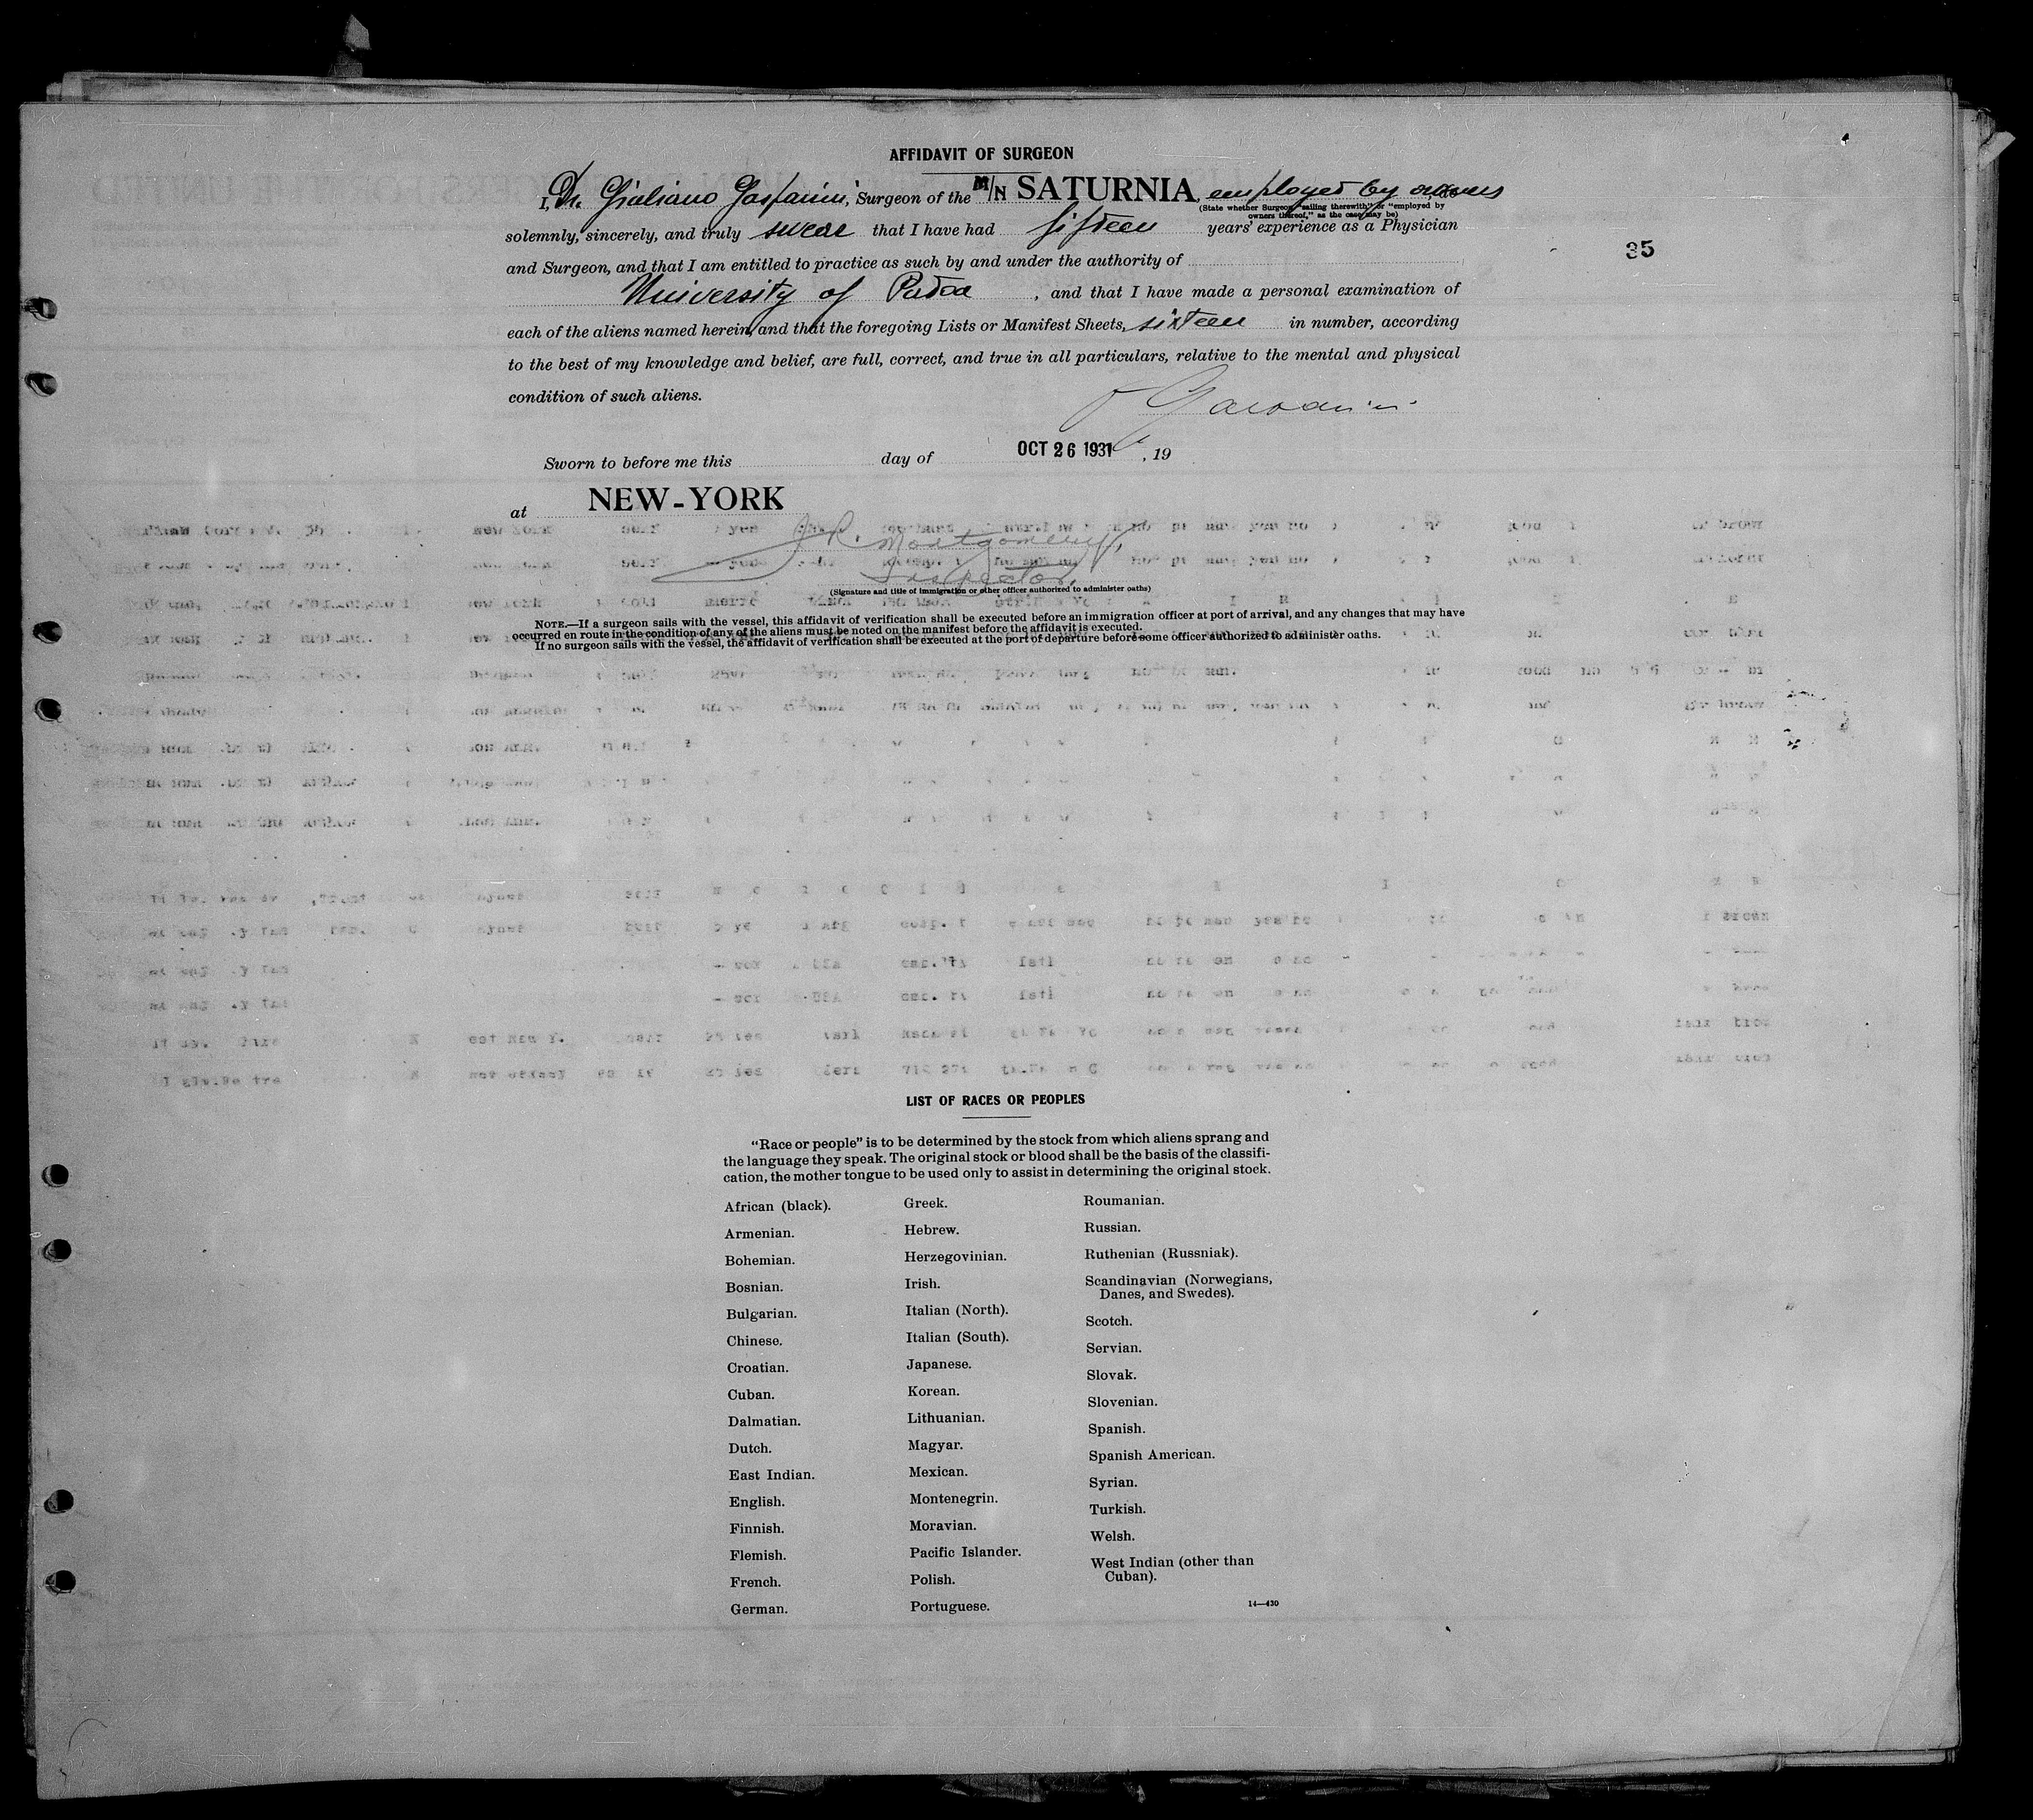 AFFIDAVIT OF SURGEON
I, Dr. Giuliano Gasparini, Surgeon of the M/N SATURNIA, employed by owners, do
(State whether Surgeon "sailing therewith" or "employed by
owners thereof," as the case may be)
solemnly, sincerely, and truly swear that I have had fifteen years' experience as a Physician
35
and Surgeon, and that I am entitled to practice as such by and under the authority of
University of Padoa, and that I have made a personal examination of
each of the aliens named herein, and that the foregoing Lists or Manifest Sheets, sixteen in number, according
to the best of my knowledge and belief, are full, correct, and true in all particulars, relative to the mental and physical
condition of such aliens.
Gasparini
Sworn to before me this day of OCT 26 1931, 19
at NEW-YORK
J. R. Montgomery,
Inspector.
(Signature and title of immigration or other officer authorized to administer oaths)
NOTE.—If a surgeon sails with the vessel, this affidavit of verification shall be executed before an immigration officer at port of arrival, and any changes that may have
occurred en route in the condition of any of the aliens must be noted on the manifest before the affidavit is executed.
If no surgeon sails with the vessel, the affidavit of verification shall be executed at the port of departure before some officer authorized to administer oaths.
LIST OF RACES OR PEOPLES
"Race or people" is to be determined by the stock from which aliens sprang and
the language they speak. The original stock or blood shall be the basis of the classifi-
cation, the mother tongue to be used only to assist in determining the original stock.
African (black).
Armenian.
Bohemian.
Bosnian.
Bulgarian.
Chinese.
Croatian.
Cuban.
Dalmatian.
Dutch.
East Indian.
English.
Finnish.
Flemish.
French.
German.
Greek.
Hebrew.
Herzegovinian.
Irish.
Italian (North).
Italian (South).
Japanese.
Korean.
Lithuanian.
Magyar.
Mexican.
Montenegrin.
Moravian.
Pacific Islander.
Polish.
Portuguese.
Roumanian.
Russian.
Ruthenian (Russniak).
Scandinavian (Norwegians,
Danes, and Swedes).
Scotch.
Servian.
Slovak.
Slovenian.
Spanish.
Spanish American.
Syrian.
Turkish.
Welsh.
West Indian (other than
Cuban).
14—430